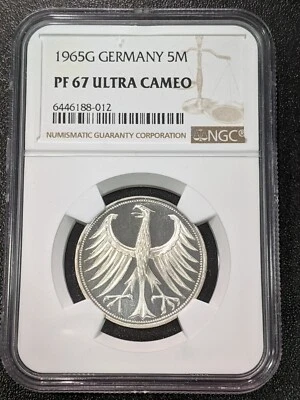 1965G GERMANY 5M
PF 67 ULTRA CAMEO
6446188-012
NUMISMATIC GUARANTY CORPORATION
NGC®